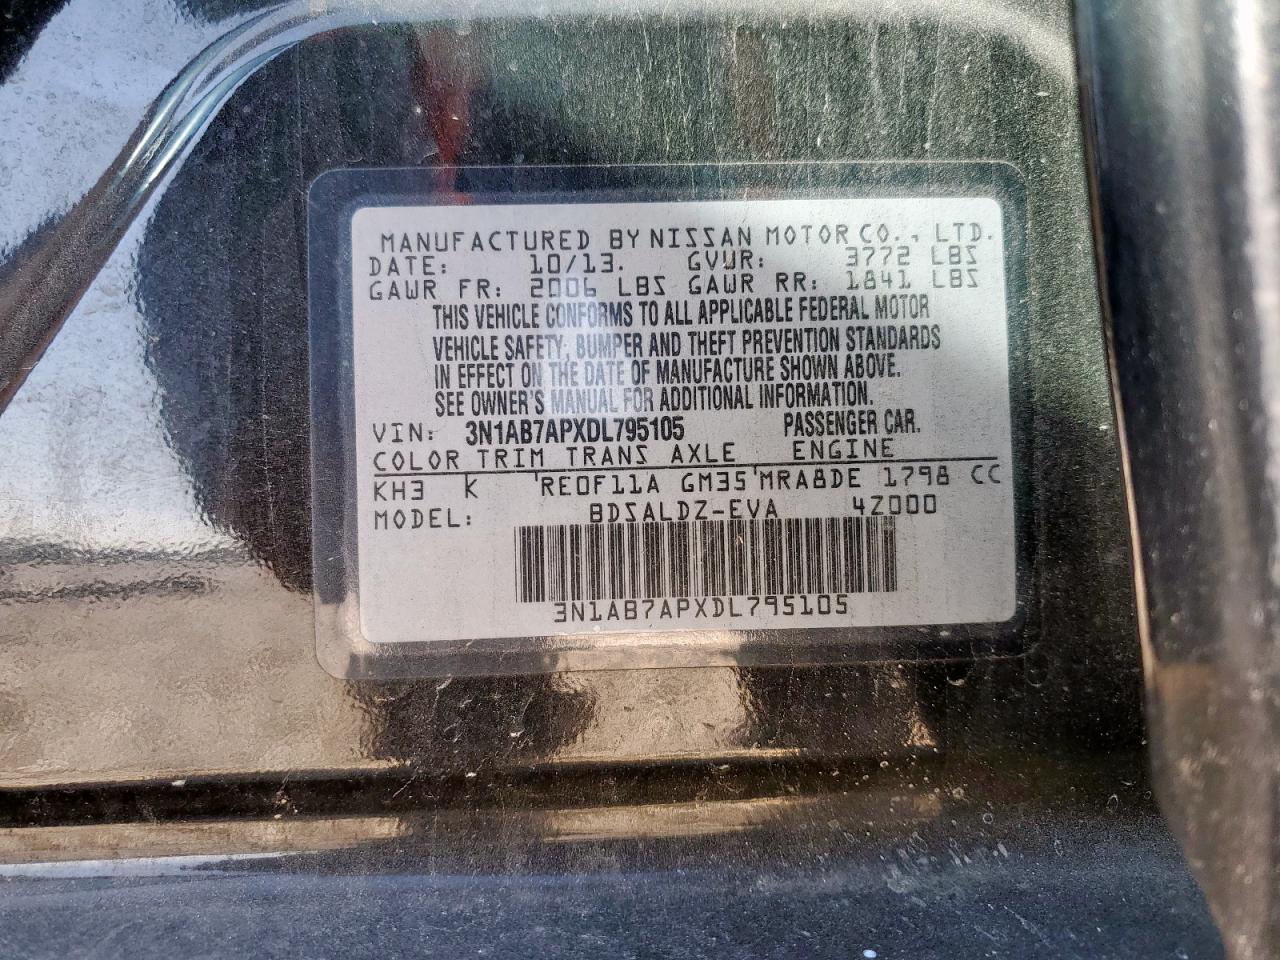 MANUFACTURED BY NISSAN MOTOR CO., LTD.
DATE: 10/13. GVWR: 3772 LBS
GAWR FR: 2006 LBS GAWR RR: 1841 LBS
THIS VEHICLE CONFORMS TO ALL APPLICABLE FEDERAL MOTOR
VEHICLE SAFETY, BUMPER AND THEFT PREVENTION STANDARDS
IN EFFECT ON THE DATE OF MANUFACTURE SHOWN ABOVE.
SEE OWNER'S MANUAL FOR ADDITIONAL INFORMATION.
VIN: 3N1AB7APXDL795105 PASSENGER CAR.
COLOR TRIM TRANS AXLE ENGINE
KH3 K 'RE0F11A GM35'MRA8DE 1798 CC
MODEL: BDSALDZ-EVA 4Z000
3N1AB7APXDL795105